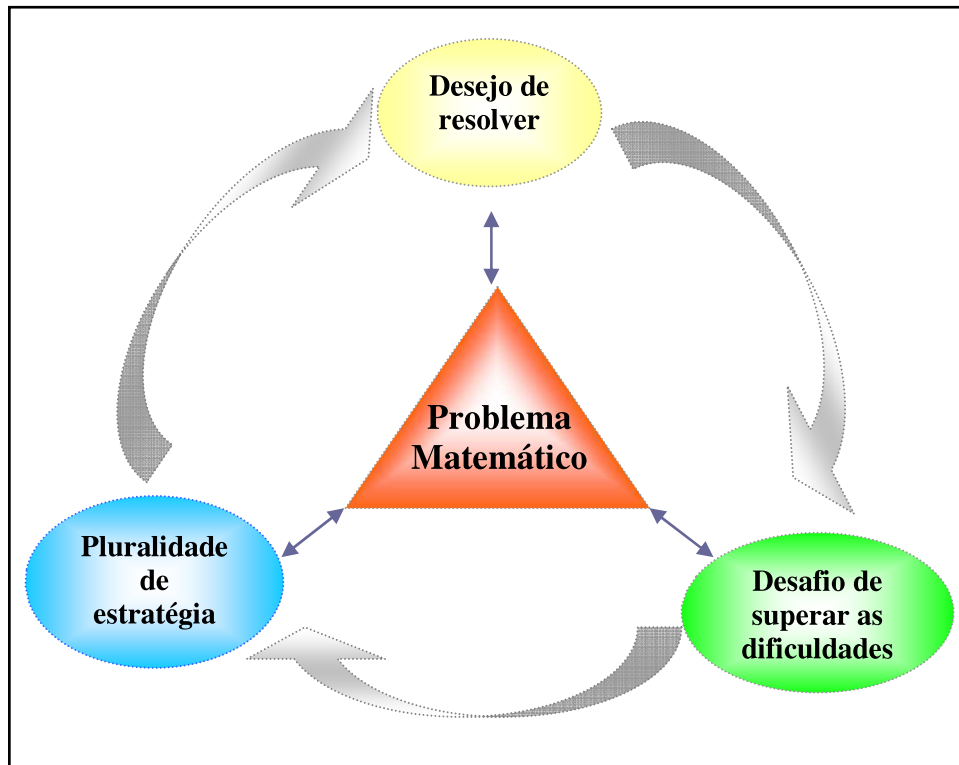 Desejo de
resolver
Problema
Matemático
Pluralidade
de
estratégia
Desafio de
superar as
dificuldades